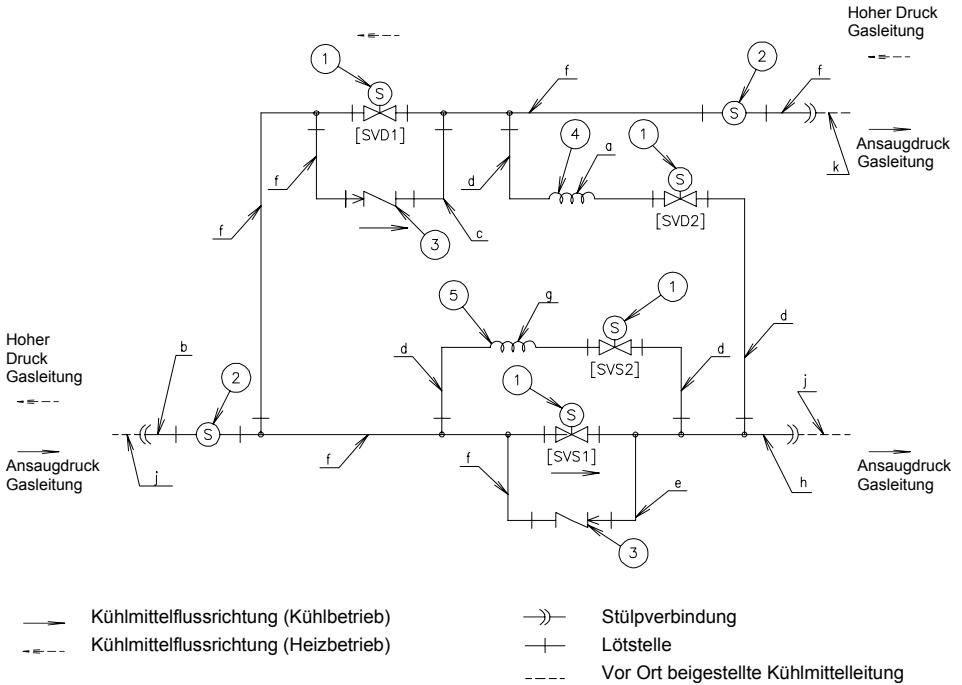 Hoher Druck
Gasleitung
1
2
S
f
f
S
[SVD1]
4
a
1
Ansaugdruck
Gasleitung
k
f
d
S
f
3
c
[SVD2]
5
g
1
d
Hoher
Druck
Gasleitung
b
d
S
d
[SVS2]
2
1
j
S
S
j
f
[SVS1]
h
Ansaugdruck
Gasleitung
f
e
Ansaugdruck
Gasleitung
3
Kühlmittelflussrichtung (Kühlbetrieb)
Stülpverbindung
Kühlmittelflussrichtung (Heizbetrieb)
Lötstelle
Vor Ort beigestellte Kühlmittelleitung